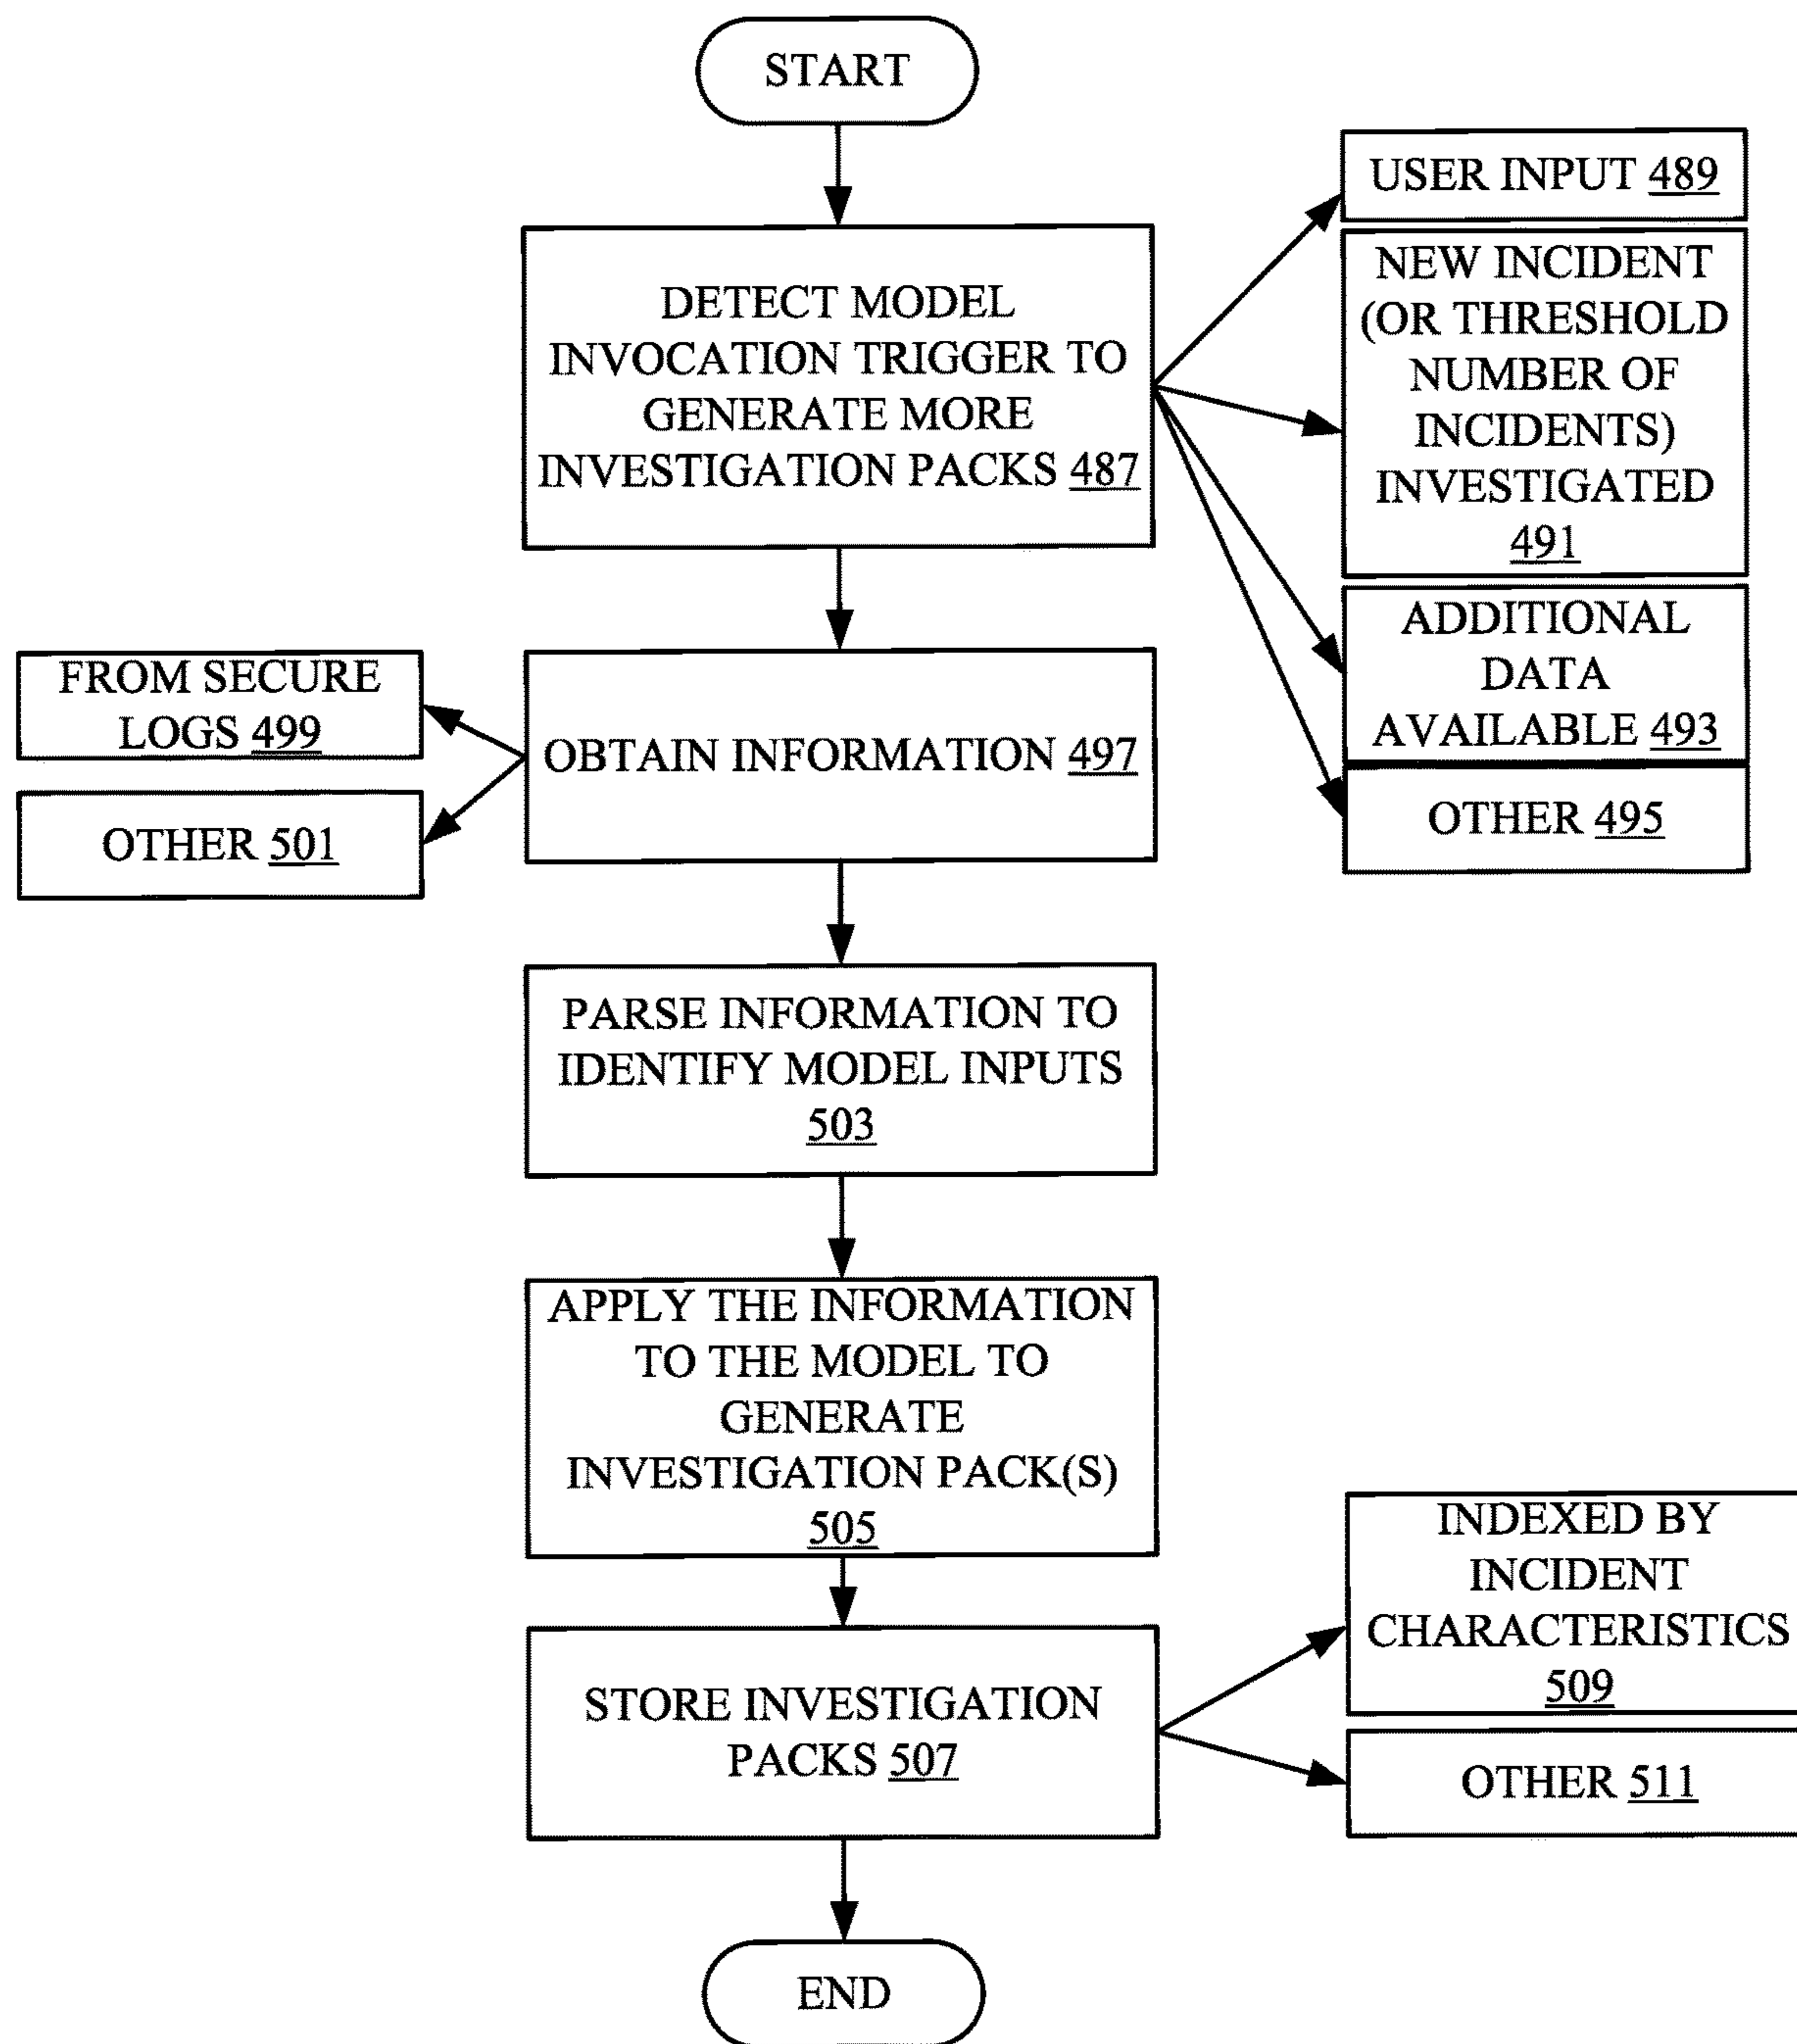 START
DETECT MODEL
INVOCATION TRIGGER TO
GENERATE MORE
INVESTIGATION PACKS 487
USER INPUT 489
NEW INCIDENT
(OR THRESHOLD
NUMBER OF
INCIDENTS)
INVESTIGATED
491
ADDITIONAL
DATA
AVAILABLE 493
OTHER 495
OBTAIN INFORMATION 497
FROM SECURE
LOGS 499
OTHER 501
PARSE INFORMATION TO
IDENTIFY MODEL INPUTS
503
APPLY THE INFORMATION
TO THE MODEL TO
GENERATE
INVESTIGATION PACK(S)
505
STORE INVESTIGATION
PACKS 507
INDEXED BY
INCIDENT
CHARACTERISTICS
509
OTHER 511
END